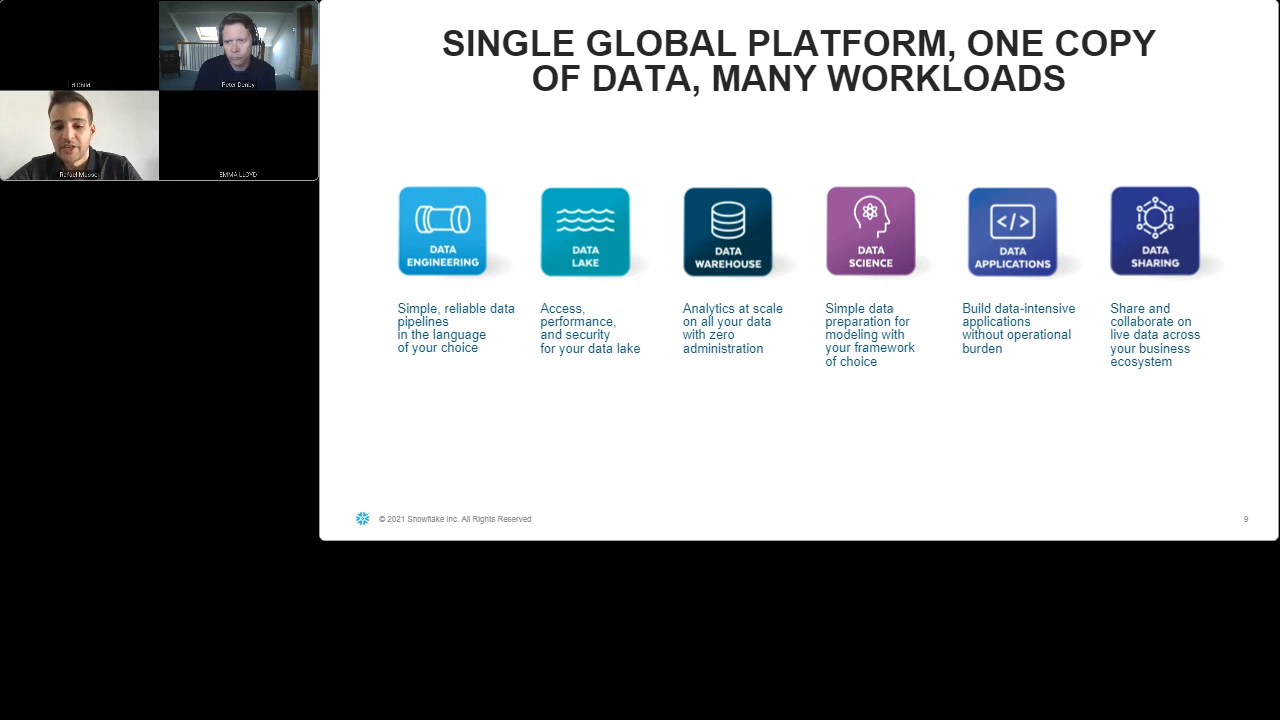 Peter Danby
EMMA LLOYD
SINGLE GLOBAL PLATFORM, ONE COPY
OF DATA, MANY WORKLOADS
DATA
ENGINEERING
Simple, reliable data
pipelines
in the language
of your choice
DATA
LAKE
Access,
performance,
and security
for your data lake
DATA
WAREHOUSE
Analytics at scale
on all your data
with zero
administration
DATA
SCIENCE
Simple data
preparation for
modeling with
your framework
of choice
</>
DATA
APPLICATIONS
Build data-intensive
applications
without operational
burden
DATA
SHARING
Share and
collaborate on
live data across
your business
ecosystem
© 2021 Snowflake Inc. All Rights Reserved
9